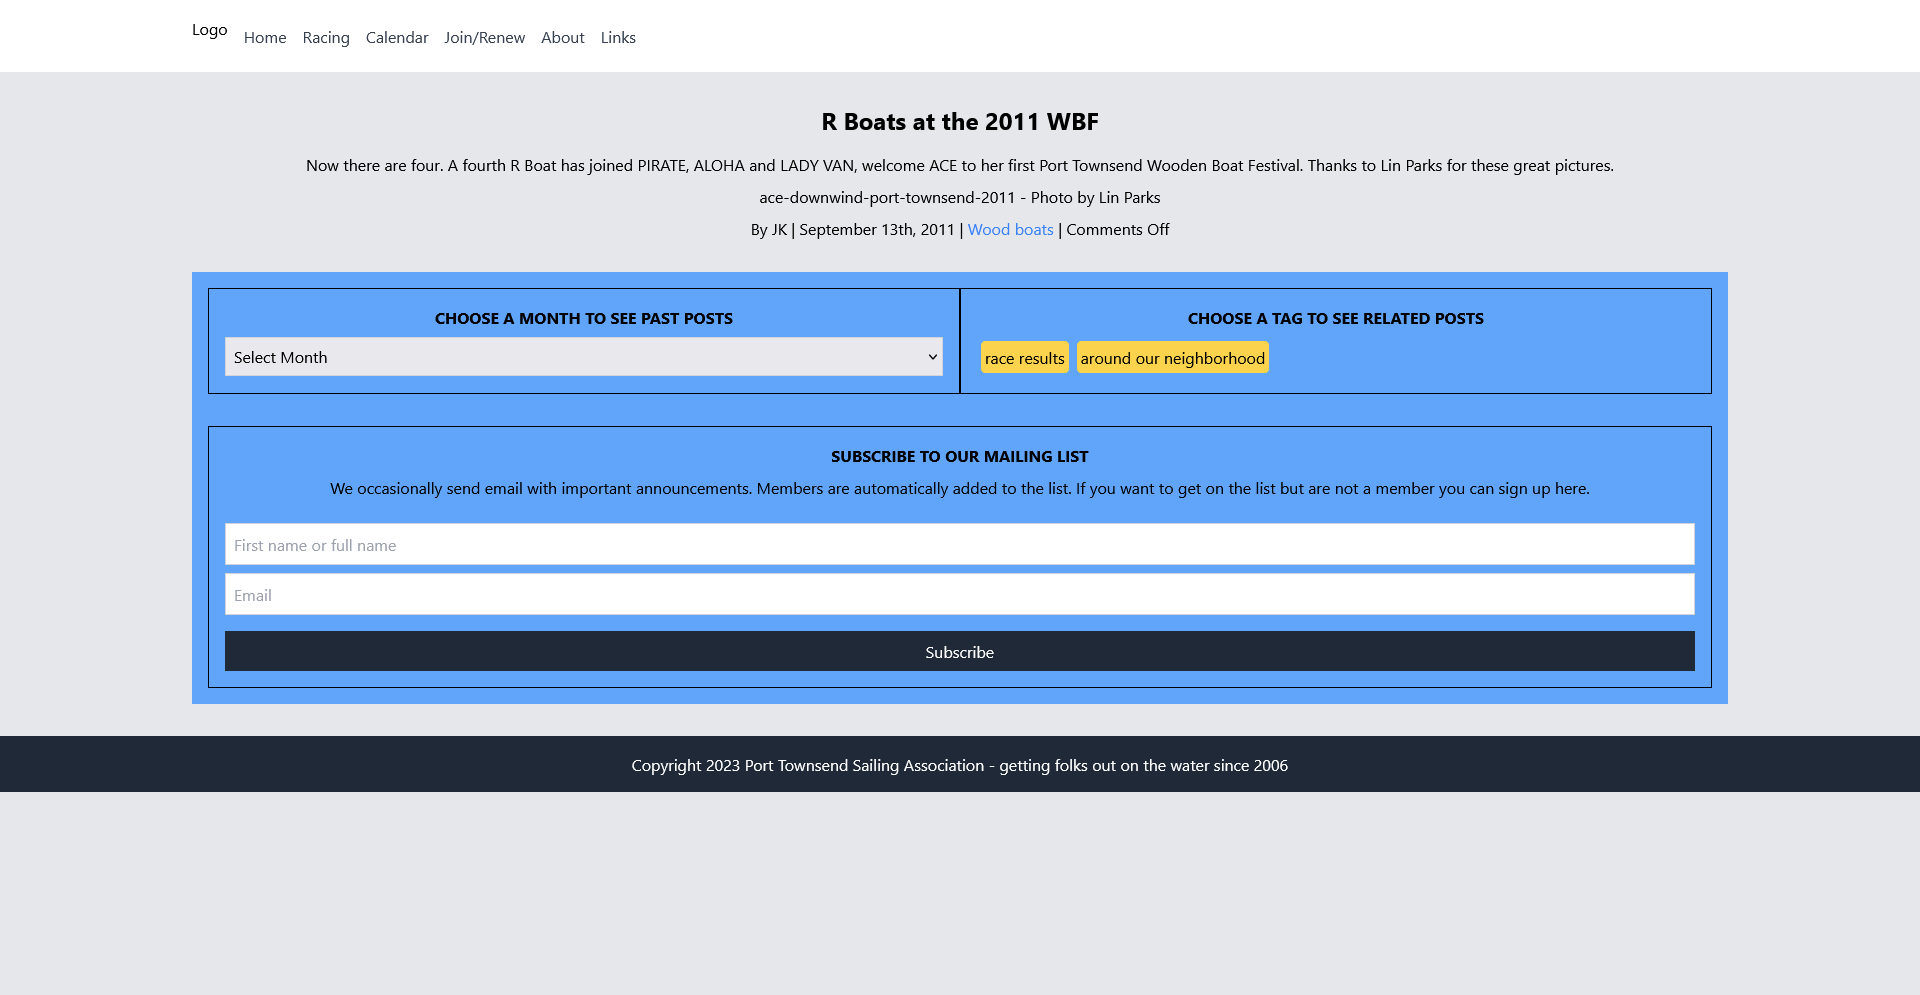 Logo
Home Racing Calendar Join/Renew About Links
R Boats at the 2011 WBF
Now there are four. A fourth R Boat has joined PIRATE, ALOHA and LADY VAN, welcome ACE to her first Port Townsend Wooden Boat Festival. Thanks to Lin Parks for these great pictures.
ace-downwind-port-townsend-2011 - Photo by Lin Parks
By JK | September 13th, 2011 | Wood boats | Comments Off
CHOOSE A MONTH TO SEE PAST POSTS
Select Month
CHOOSE A TAG TO SEE RELATED POSTS
race results around our neighborhood
SUBSCRIBE TO OUR MAILING LIST
We occasionally send email with important announcements. Members are automatically added to the list. If you want to get on the list but are not a member you can sign up here.
First name or full name
Email
Subscribe
Copyright 2023 Port Townsend Sailing Association - getting folks out on the water since 2006